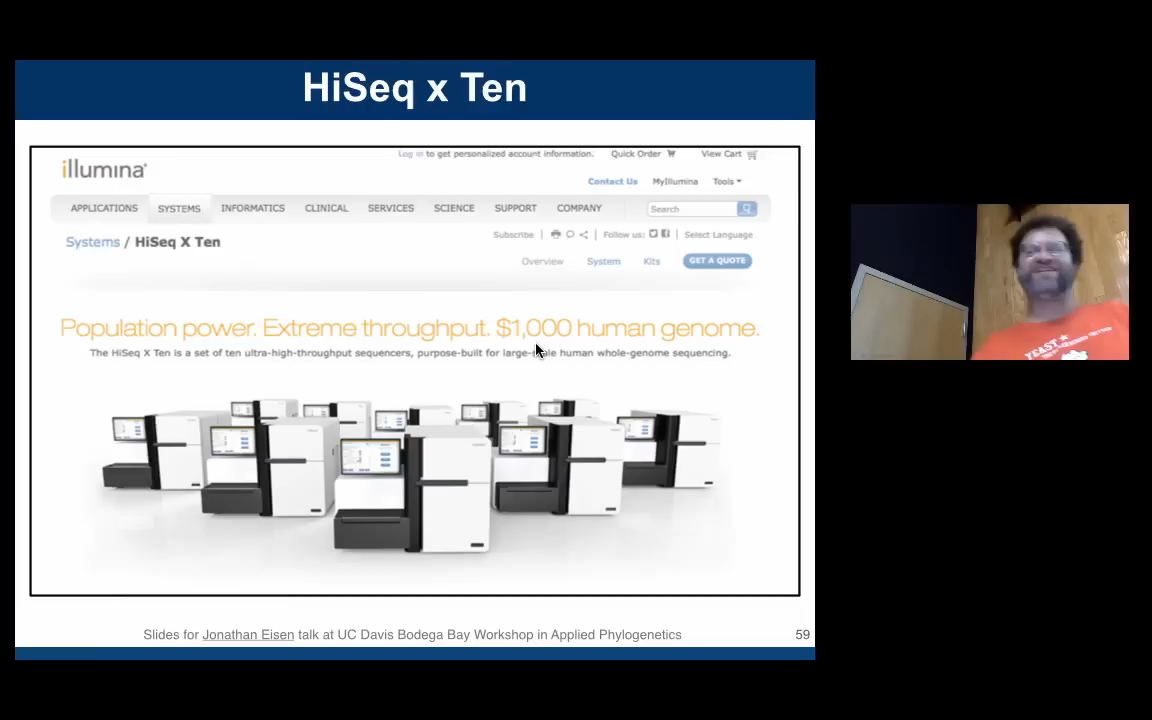 HiSeq x Ten
illumina
Log in to get personalized account information. Quick Order View Cart
Contact Us MyIllumina Tools
APPLICATIONS SYSTEMS INFORMATICS CLINICAL SERVICES SCIENCE SUPPORT COMPANY Search
Subscribe | | Follow us: | Select Language
Systems / HiSeq X Ten
Overview System Kits GET A QUOTE
Population power. Extreme throughput. $1,000 human genome.
The HiSeq X Ten is a set of ten ultra-high-throughput sequencers, purpose-built for large-scale human whole-genome sequencing.
YEAST
Slides for Jonathan Eisen talk at UC Davis Bodega Bay Workshop in Applied Phylogenetics 59